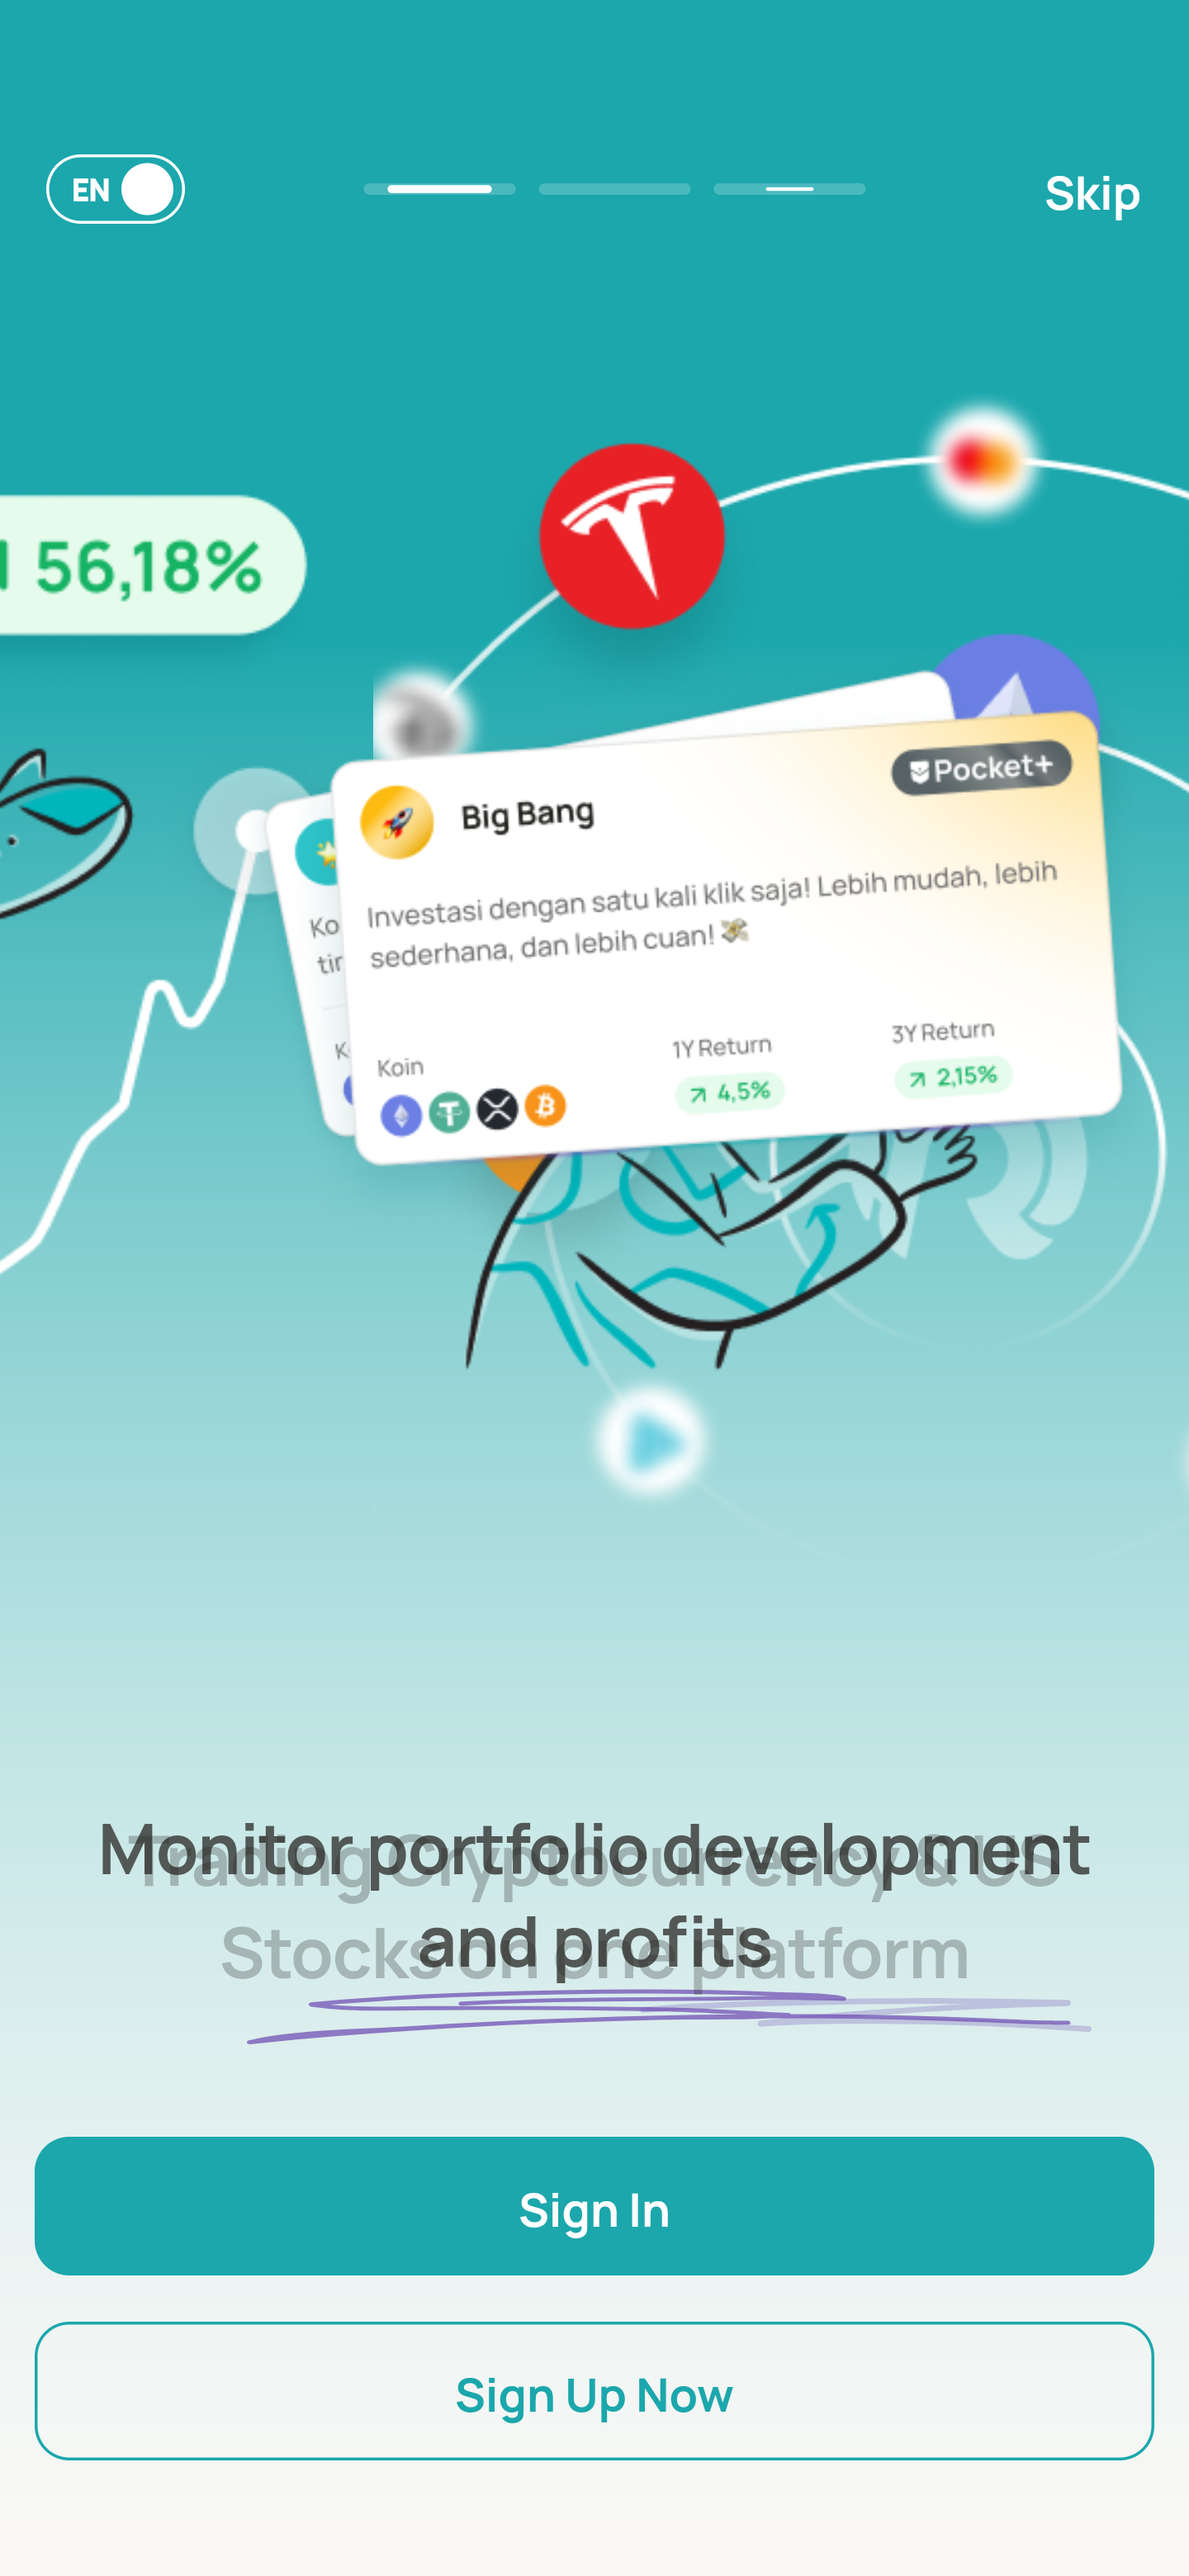 EN
Skip
56,18%
Pocket+
Big Bang
Investasi dengan satu kali klik saja! Lebih mudah, lebih
sederhana, dan lebih cuan! 💸
Koin
1Y Return
3Y Return
4,5%
2,15%
Monitor portfolio development
and profits
Trading Cryptocurrency & US
Stocks on one platform
Sign In
Sign Up Now